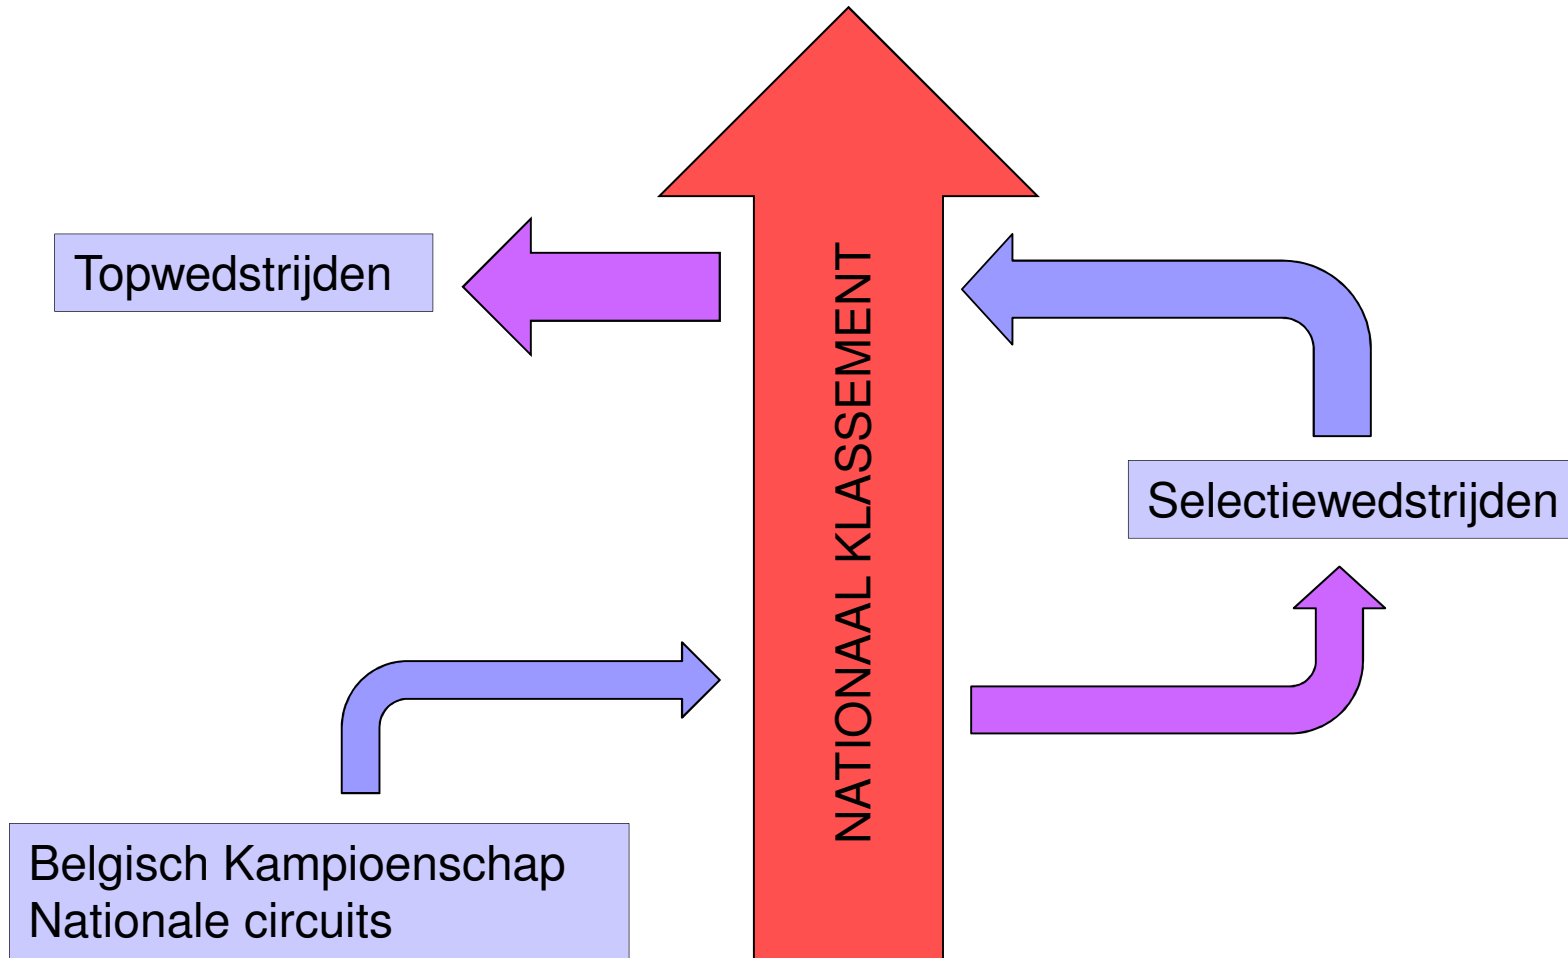 Topwedstrijden
NATIONAAL KLASSEMENT
Selectiewedstrijden
Belgisch Kampioenschap
Nationale circuits